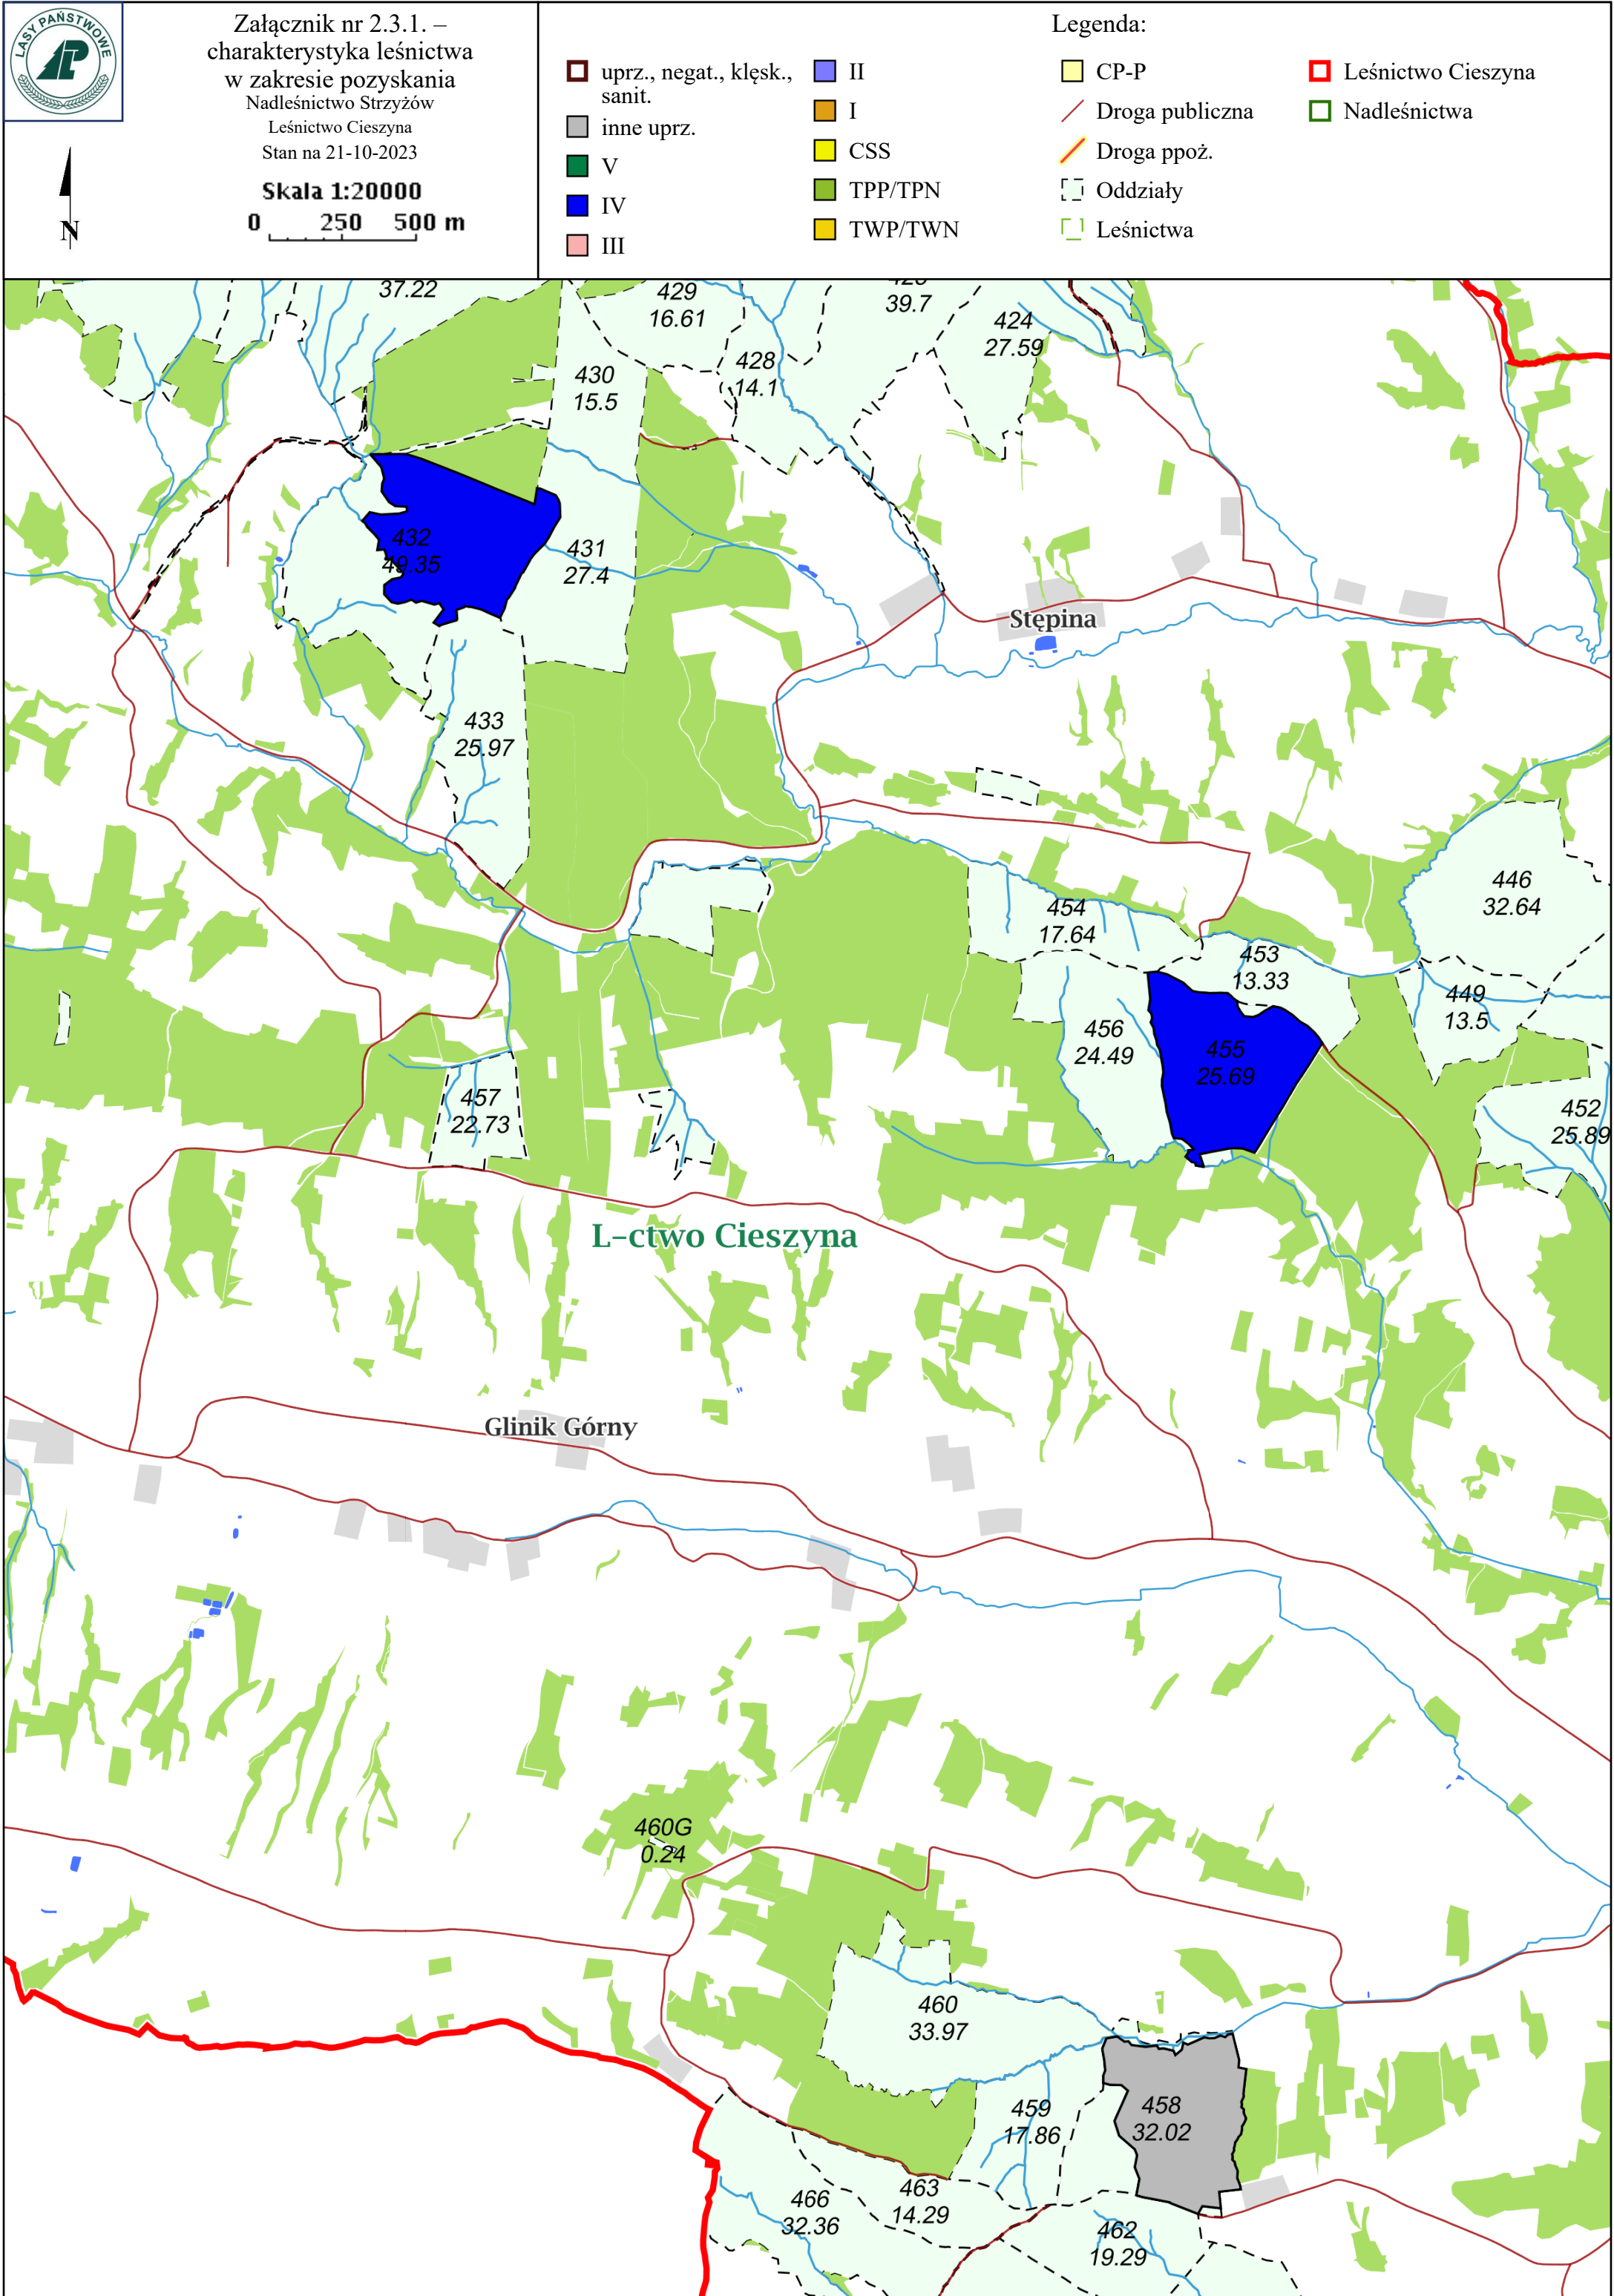 LASY PAŃSTWOWE
Załącznik nr 2.3.1. –
charakterystyka leśnictwa
w zakresie pozyskania
Nadleśnictwo Strzyżów
Leśnictwo Cieszyna
Stan na 21-10-2023
Skala 1:20000
0 250 500 m
N
Legenda:
uprz., negat., klęsk.,
sanit.
inne uprz.
V
IV
III
II
I
CSS
TPP/TPN
TWP/TWN
CP-P
Droga publiczna
Droga ppoż.
Oddziały
Leśnictwa
Leśnictwo Cieszyna
Nadleśnictwa
37.22
429
16.61
39.7
424
27.59
428
14.1
430
15.5
432
49.35
431
27.4
Stępina
433
25.97
446
32.64
454
17.64
453
13.33
449
13.5
456
24.49
455
25.69
457
22.73
452
25.89
L-ctwo Cieszyna
Glinik Górny
460G
0.24
460
33.97
459
17.86
458
32.02
463
14.29
466
32.36
462
19.29